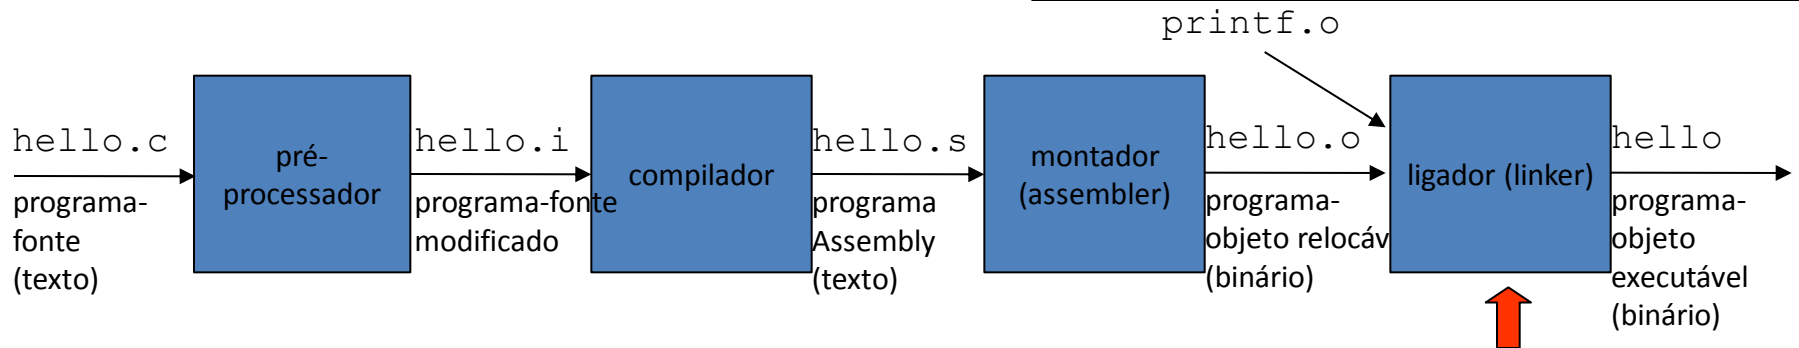 printf.o
hello.c
programa-
fonte
(texto)
pré-
processador
hello.i
programa-fonte
modificado
compilador
hello.s
programa
Assembly
(texto)
montador
(assembler)
hello.o
programa-
objeto relocáv
(binário)
ligador (linker)
hello
programa-
objeto
executável
(binário)